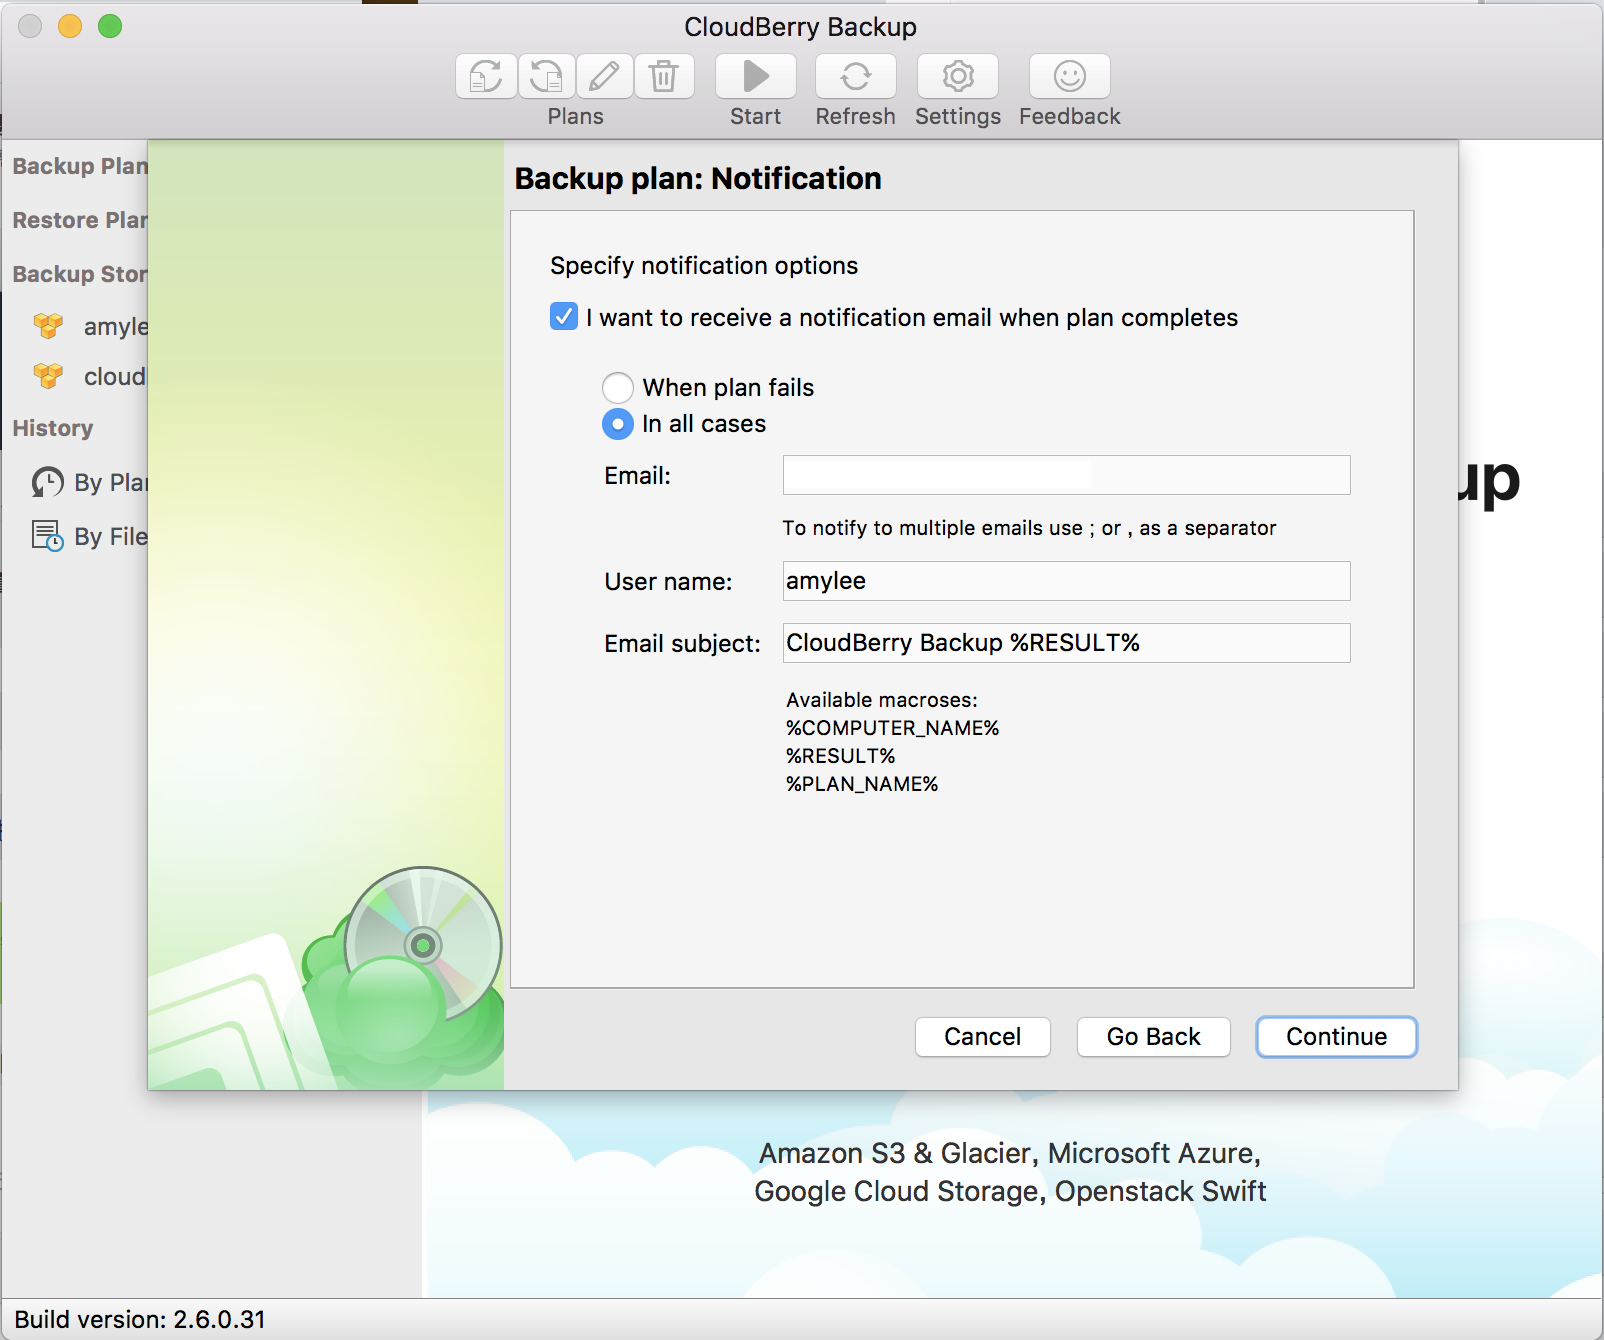 CloudBerry Backup
Plans
Start
Refresh
Settings
Feedback
Backup Plan
Restore Plan
Backup Stor
amylee
cloud
History
By Plan
By File
Backup plan: Notification
Specify notification options
I want to receive a notification email when plan completes
When plan fails
In all cases
Email:
To notify to multiple emails use ; or , as a separator
User name:
amylee
Email subject:
CloudBerry Backup %RESULT%
Available macroses:
%COMPUTER_NAME%
%RESULT%
%PLAN_NAME%
Cancel
Go Back
Continue
up
Amazon S3 & Glacier, Microsoft Azure,
Google Cloud Storage, Openstack Swift
Build version: 2.6.0.31